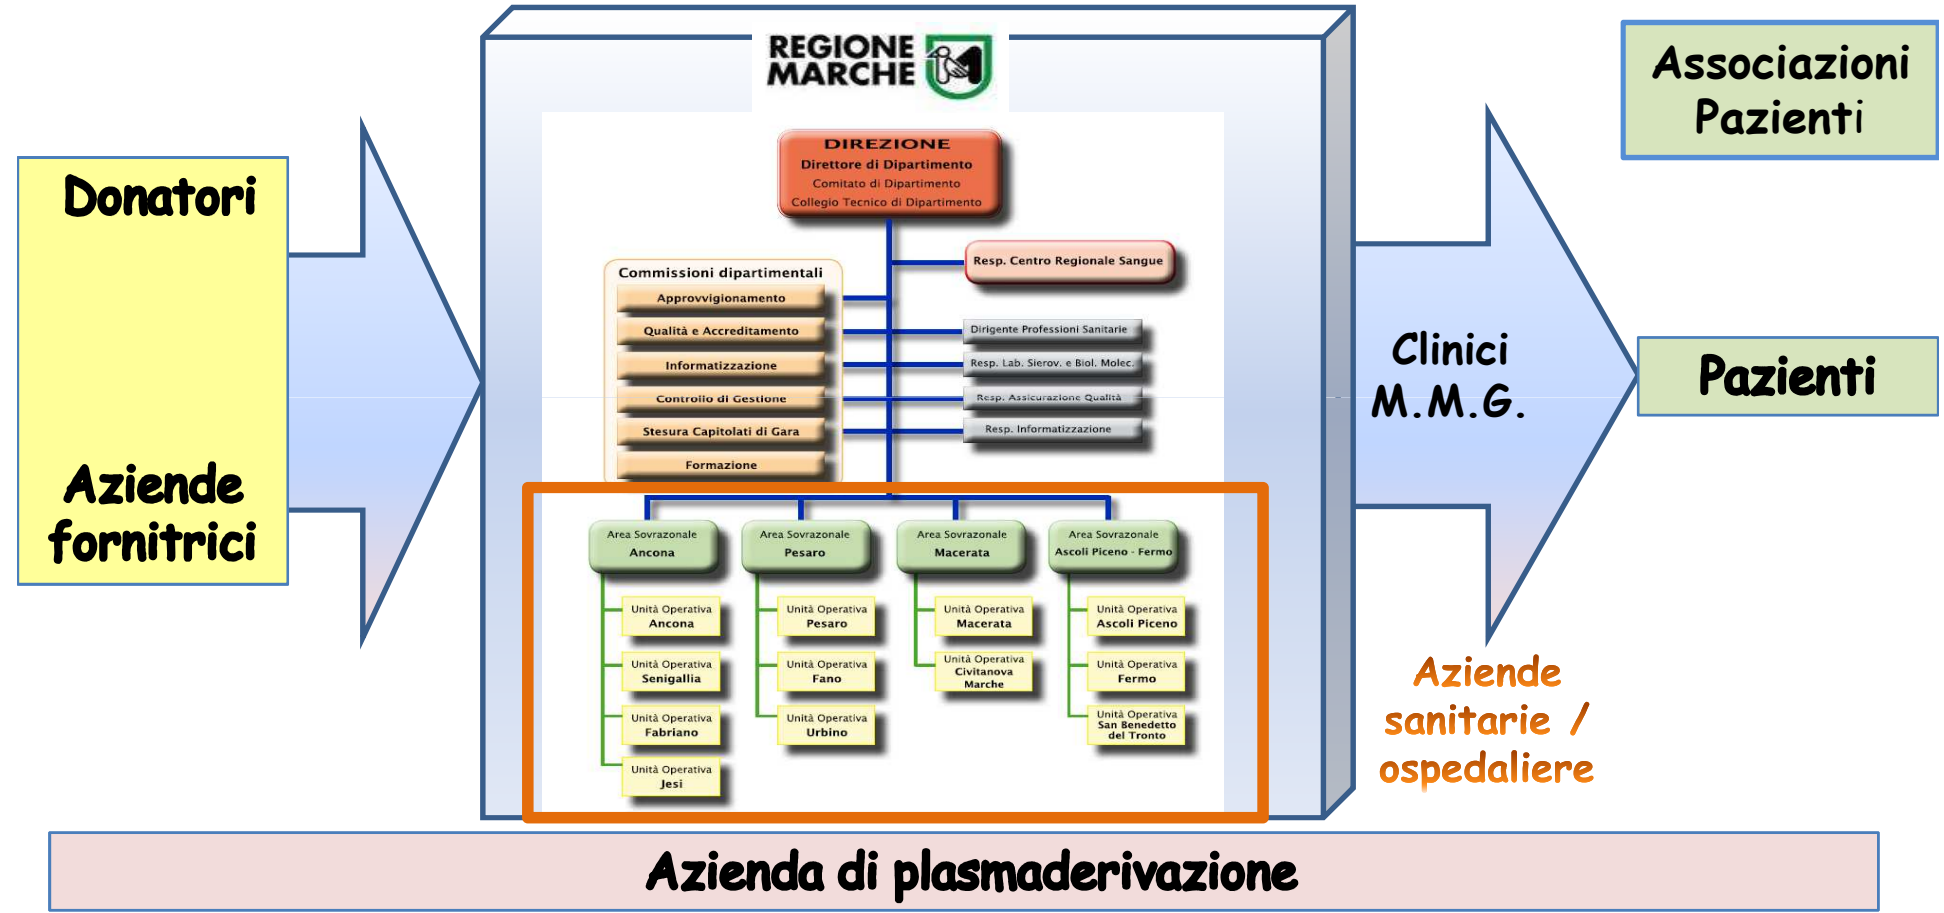 Donatori
Aziende
fornitrici
REGIONE
MARCHE
DIREZIONE
Direttore di Dipartimento
Comitato di Dipartimento
Collegio Tecnico di Dipartimento
Resp. Centro Regionale Sangue
Commissioni dipartimentali
Approvvigionamento
Qualità e Accreditamento
Informatizzazione
Controllo di Gestione
Stesura Capitolati di Gara
Formazione
Dirigente Professioni Sanitarie
Resp. Lab. Sierov. e Biol. Molec.
Resp. Assicurazione Qualità
Resp. Informatizzazione
Area Sovrazonale
Ancona
Unità Operativa
Ancona
Unità Operativa
Senigallia
Unità Operativa
Fabriano
Unità Operativa
Jesi
Area Sovrazonale
Pesaro
Unità Operativa
Pesaro
Unità Operativa
Fano
Unità Operativa
Urbino
Area Sovrazonale
Macerata
Unità Operativa
Macerata
Unità Operativa
Civitanova
Marche
Area Sovrazonale
Ascoli Piceno - Fermo
Unità Operativa
Ascoli Piceno
Unità Operativa
Fermo
Unità Operativa
San Benedetto
del Tronto
Clinici
M.M.G.
Aziende
sanitarie /
ospedaliere
Associazioni
Pazienti
Pazienti
Azienda di plasmaderivazione